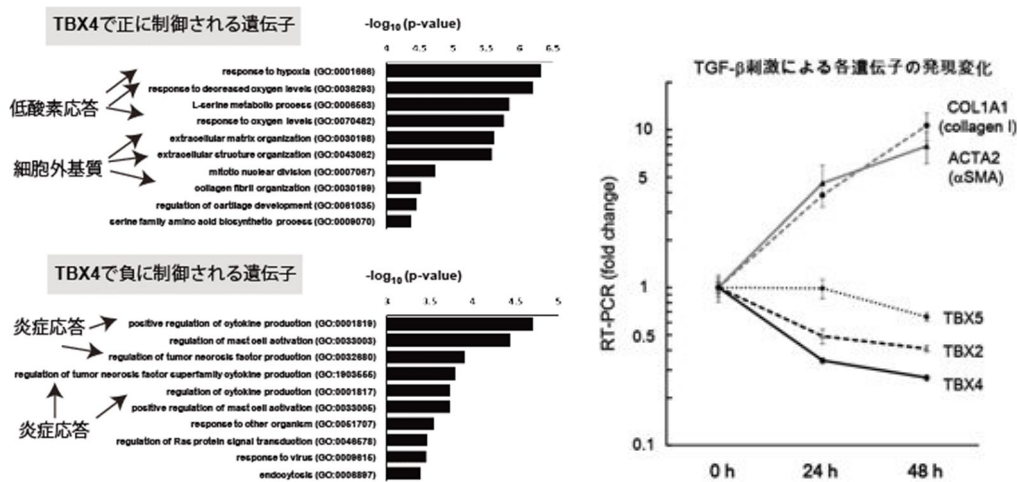 TBX4で正に制御される遺伝子
-log10 (p-value)
4 4.5 5 5.5 6 6.5
response to hypoxia (GO:0001666)
response to decreased oxygen levels (GO:0036293)
L-serine metabolic process (GO:0006563)
response to oxygen levels (GO:0070482)
extracellular matrix organization (GO:0030198)
extracellular structure organization (GO:0043062)
mitotic nuclear division (GO:0007067)
collagen fibril organization (GO:0030199)
regulation of cartilage development (GO:0061035)
serine family amino acid biosynthetic process (GO:0009070)
低酸素応答
細胞外基質
TBX4で負に制御される遺伝子
-log10 (p-value)
3 3.5 4 4.5 5
positive regulation of cytokine production (GO:0001819)
regulation of mast cell activation (GO:0033003)
regulation of tumor necrosis factor production (GO:0032680)
regulation of tumor necrosis factor superfamily cytokine production (GO:1903555)
regulation of cytokine production (GO:0001817)
positive regulation of mast cell activation (GO:0033005)
response to other organism (GO:0051707)
regulation of Ras protein signal transduction (GO:0046578)
response to virus (GO:0009615)
endocytosis (GO:0006897)
炎症応答
炎症応答
TGF-β刺激による各遺伝子の発現変化
RT-PCR (fold change)
10
5
3
1
0.5
0.3
0.1
0 h 24 h 48 h
COL1A1
(collagen I)
ACTA2
(αSMA)
TBX5
TBX2
TBX4